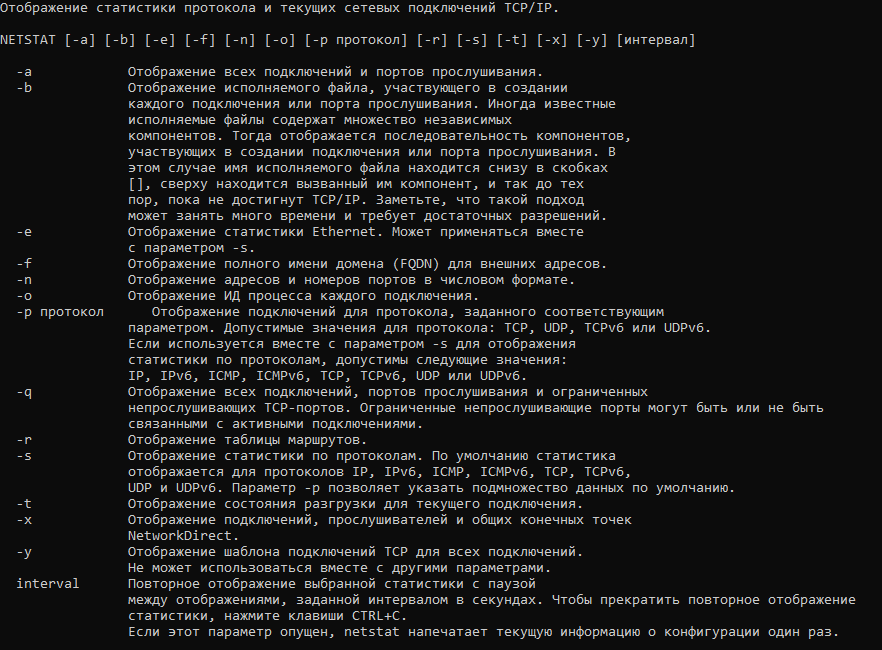 Отображение статистики протокола и текущих сетевых подключений TCP/IP.
NETSTAT [-a] [-b] [-e] [-f] [-n] [-o] [-p протокол] [-r] [-s] [-t] [-x] [-y] [интервал]
-a Отображение всех подключений и портов прослушивания.
-b Отображение исполняемого файла, участвующего в создании
каждого подключения или порта прослушивания. Иногда известные
исполняемые файлы содержат множество независимых
компонентов. Тогда отображается последовательность компонентов,
участвующих в создании подключения или порта прослушивания. В
этом случае имя исполняемого файла находится снизу в скобках
[], сверху находится вызванный им компонент, и так до тех
пор, пока не достигнут TCP/IP. Заметьте, что такой подход
может занять много времени и требует достаточных разрешений.
-e Отображение статистики Ethernet. Может применяться вместе
с параметром -s.
-f Отображение полного имени домена (FQDN) для внешних адресов.
-n Отображение адресов и номеров портов в числовом формате.
-o Отображение ИД процесса каждого подключения.
-p протокол Отображение подключений для протокола, заданного соответствующим
параметром. Допустимые значения для протокола: TCP, UDP, TCPv6 или UDPv6.
Если используется вместе с параметром -s для отображения
статистики по протоколам, допустимы следующие значения:
IP, IPv6, ICMP, ICMPv6, TCP, TCPv6, UDP или UDPv6.
-q Отображение всех подключений, портов прослушивания и ограниченных
непрослушивающих TCP-портов. Ограниченные непрослушивающие порты могут быть или не быть
связанными с активными подключениями.
-r Отображение таблицы маршрутов.
-s Отображение статистики по протоколам. По умолчанию статистика
отображается для протоколов IP, IPv6, ICMP, ICMPv6, TCP, TCPv6,
UDP и UDPv6. Параметр -p позволяет указать подмножество данных по умолчанию.
-t Отображение состояния разгрузки для текущего подключения.
-x Отображение подключений, прослушивателей и общих конечных точек
NetworkDirect.
-y Отображение шаблона подключений TCP для всех подключений.
Не может использоваться вместе с другими параметрами.
interval Повторное отображение выбранной статистики с паузой
между отображениями, заданной интервалом в секундах. Чтобы прекратить повторное отображение
статистики, нажмите клавиши CTRL+C.
Если этот параметр опущен, netstat напечатает текущую информацию о конфигурации один раз.